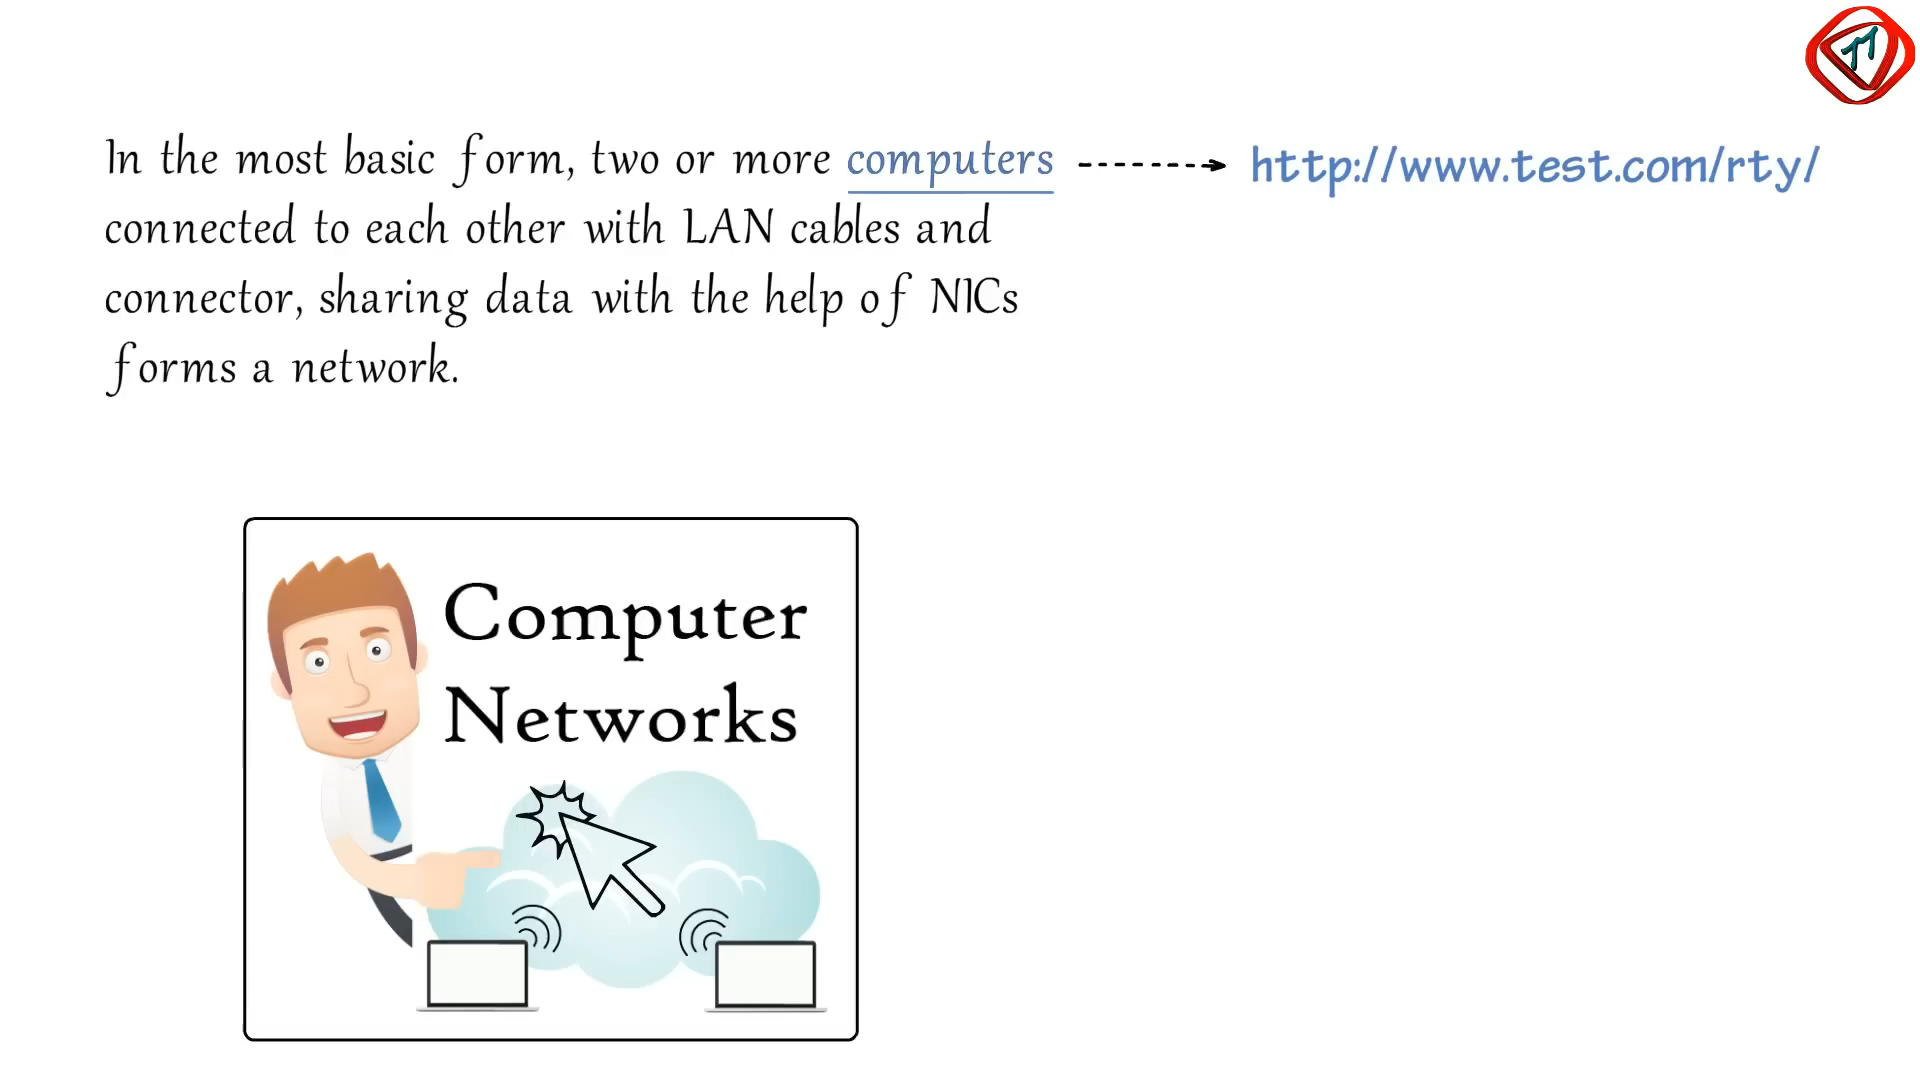 In the most basic form, two or more computers http://www.test.com/rty/
connected to each other with LAN cables and
connector, sharing data with the help of NICs
forms a network.
Computer
Networks